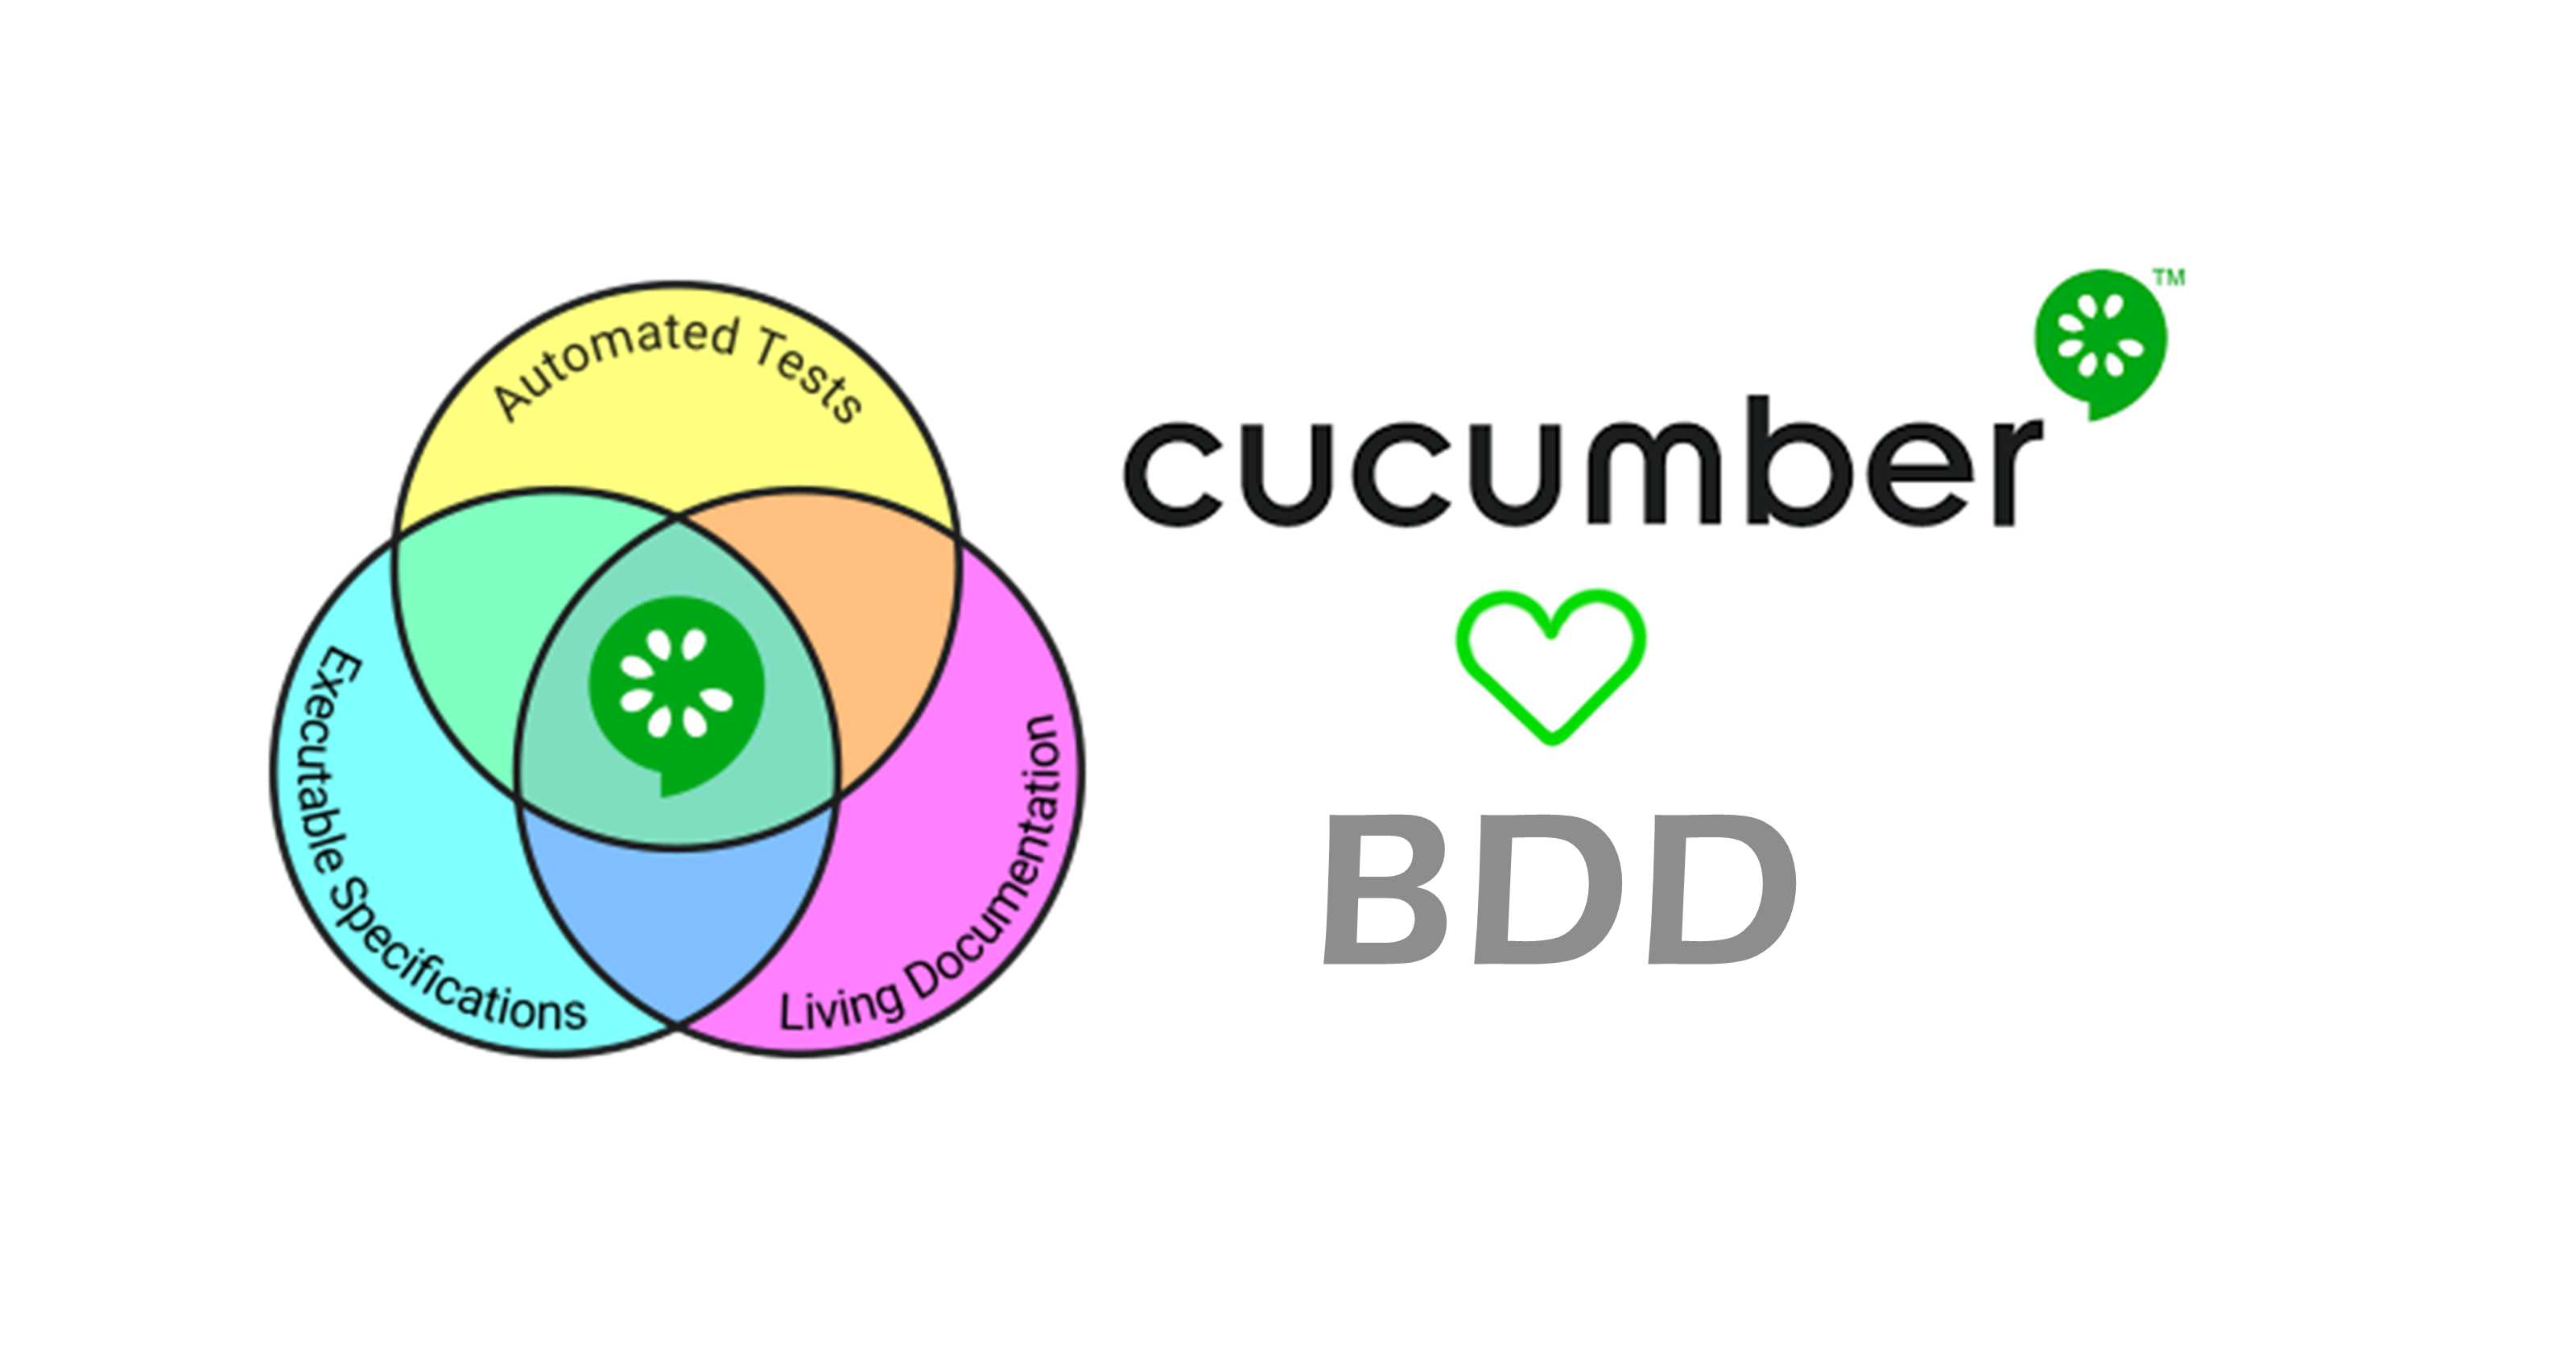 Automated Tests
Executable Specifications
Living Documentation
cucumber
TM
BDD